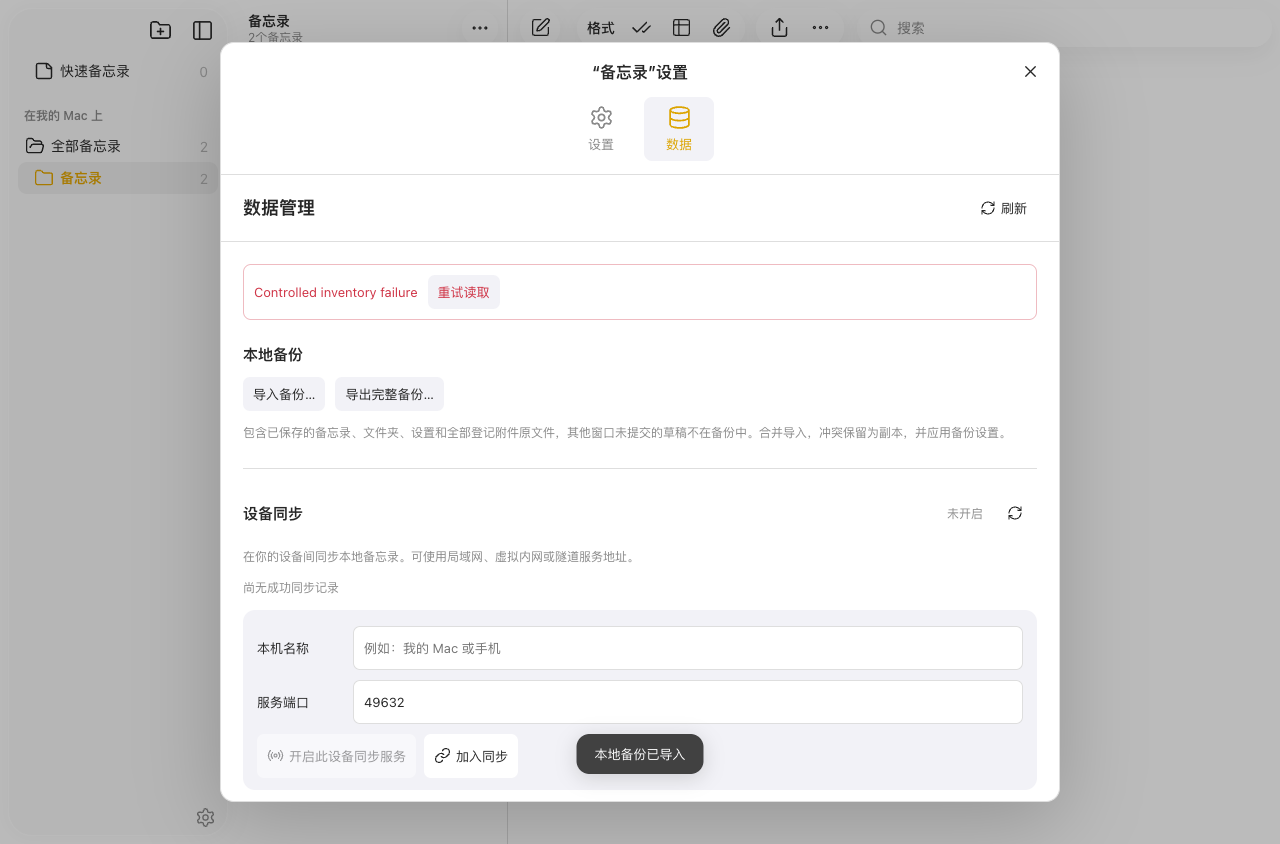 备忘录
2个备忘录
格式
搜索
快速备忘录 0
在我的 Mac 上
全部备忘录 2
备忘录 2
“备忘录”设置
设置
数据
数据管理
刷新
Controlled inventory failure 重试读取
本地备份
导入备份...
导出完整备份...
包含已保存的备忘录、文件夹、设置和全部登记附件原文件，其他窗口未提交的草稿不在备份中。合并导入，冲突保留为副本，并应用备份设置。
设备同步
未开启
在你的设备间同步本地备忘录。可使用局域网、虚拟内网或隧道服务地址。
尚无成功同步记录
本机名称 例如：我的 Mac 或手机
服务端口 49632
开启此设备同步服务
加入同步
本地备份已导入